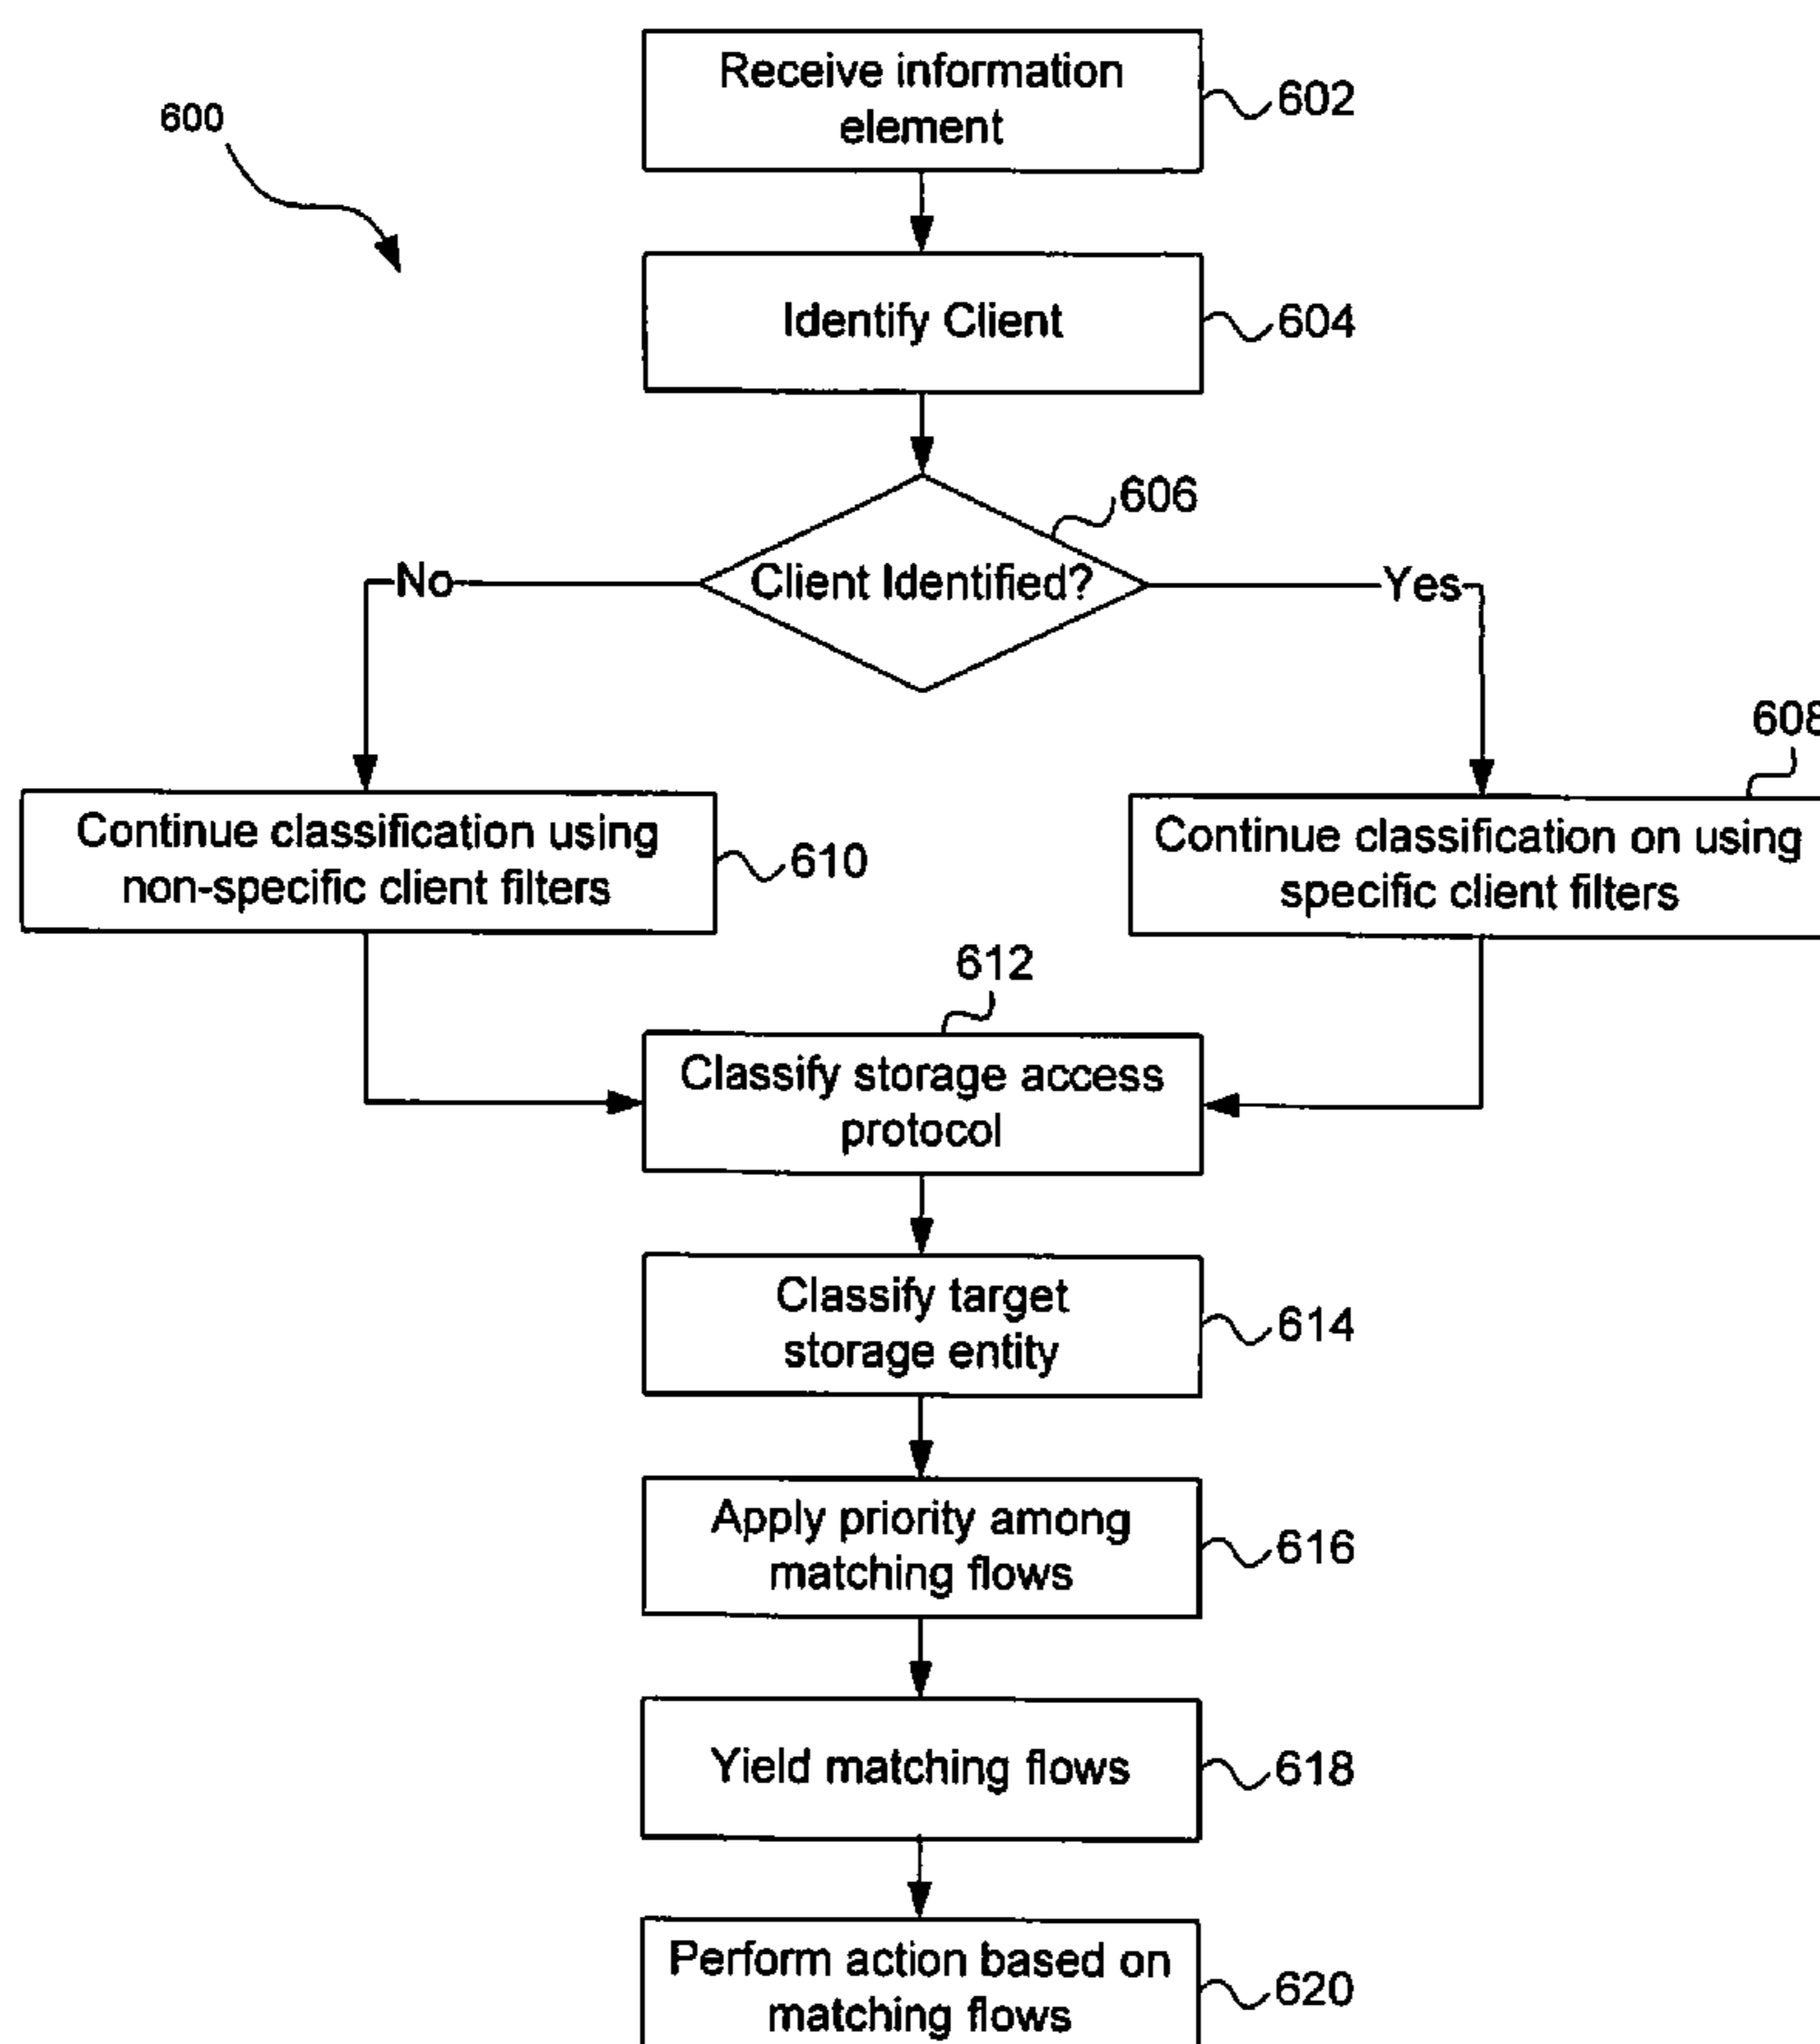 Receive information
element
602
600
Identify Client
604
606
Client Identified?
No
Yes
608
Continue classification using
non-specific client filters
610
Continue classification on using
specific client filters
612
Classify storage access
protocol
Classify target
storage entity
614
Apply priority among
matching flows
616
Yield matching flows
618
Perform action based on
matching flows
620